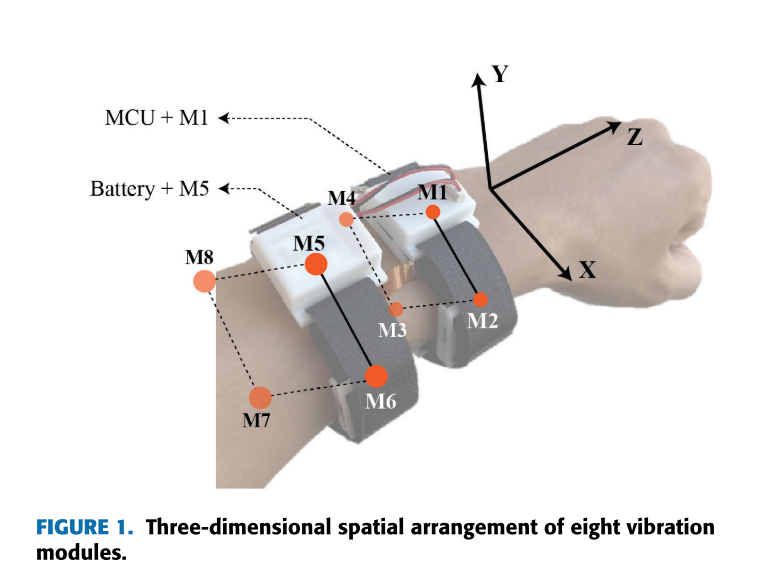 Y
MCU + M1
Z
Battery + M5
M4
M1
M5
M8
X
M3
M2
M6
M7
FIGURE 1. Three-dimensional spatial arrangement of eight vibration
modules.